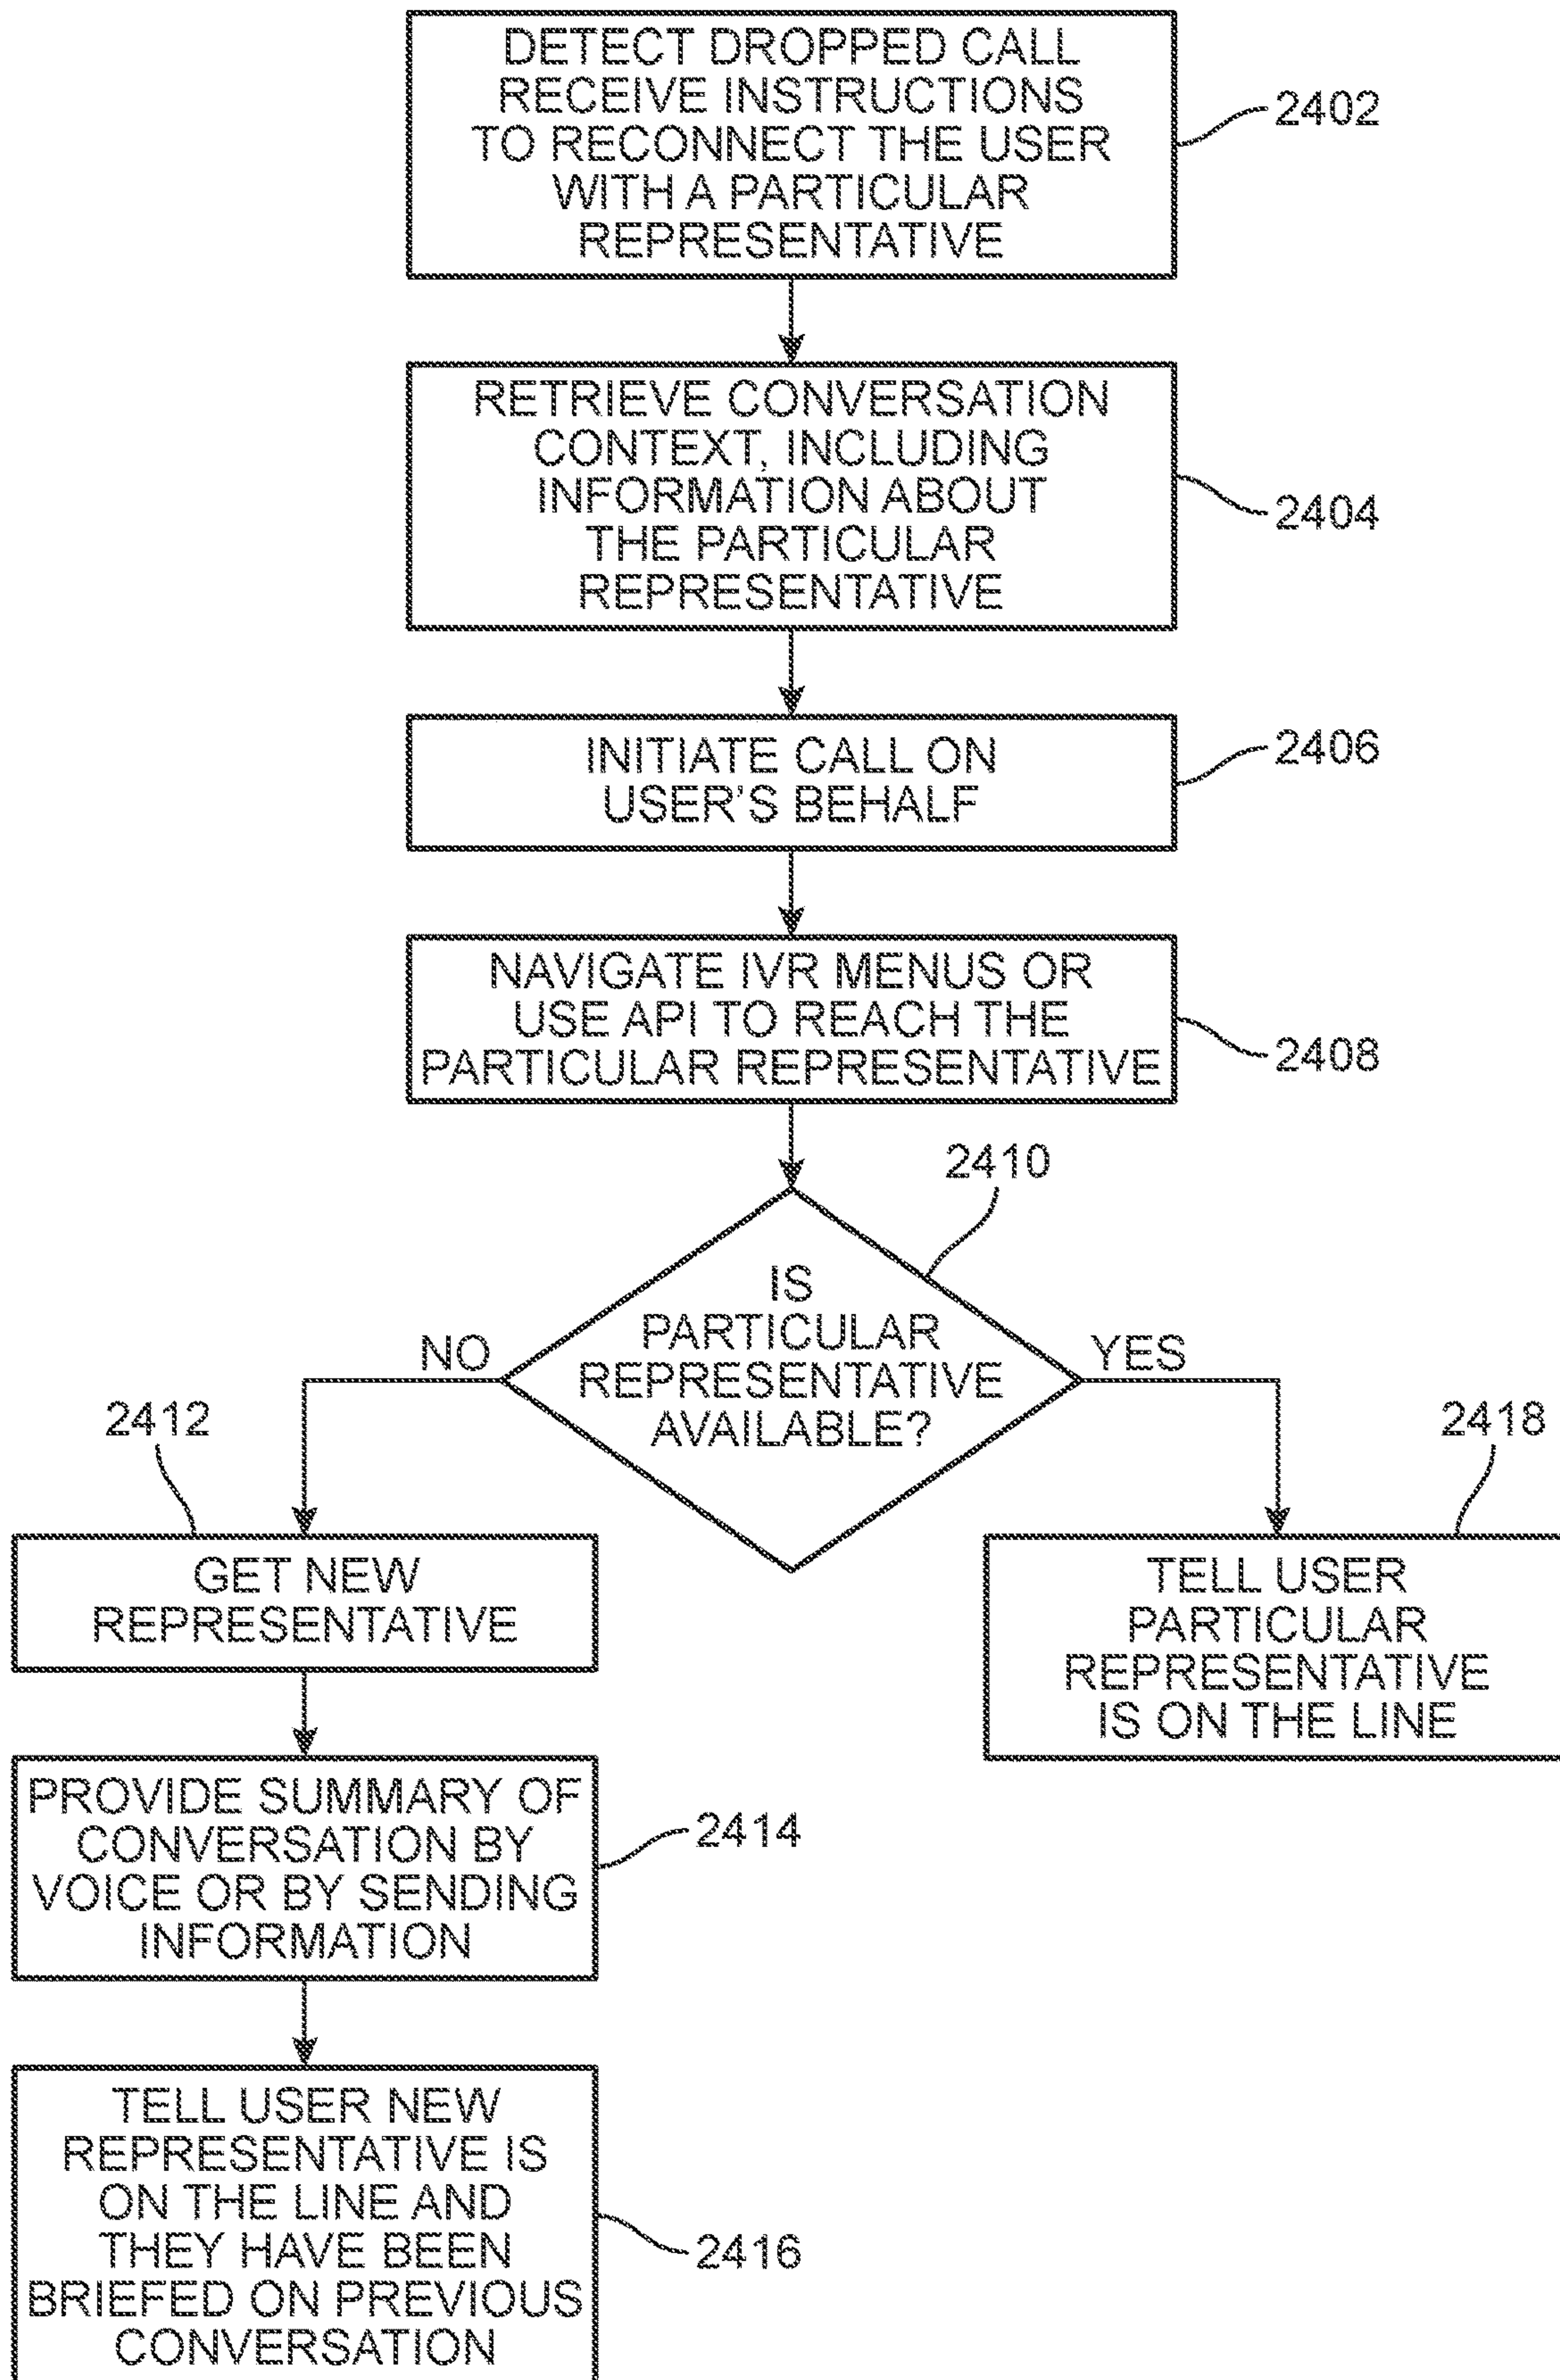 DETECT DROPPED CALL
RECEIVE INSTRUCTIONS
TO RECONNECT THE USER
WITH A PARTICULAR
REPRESENTATIVE
2402
RETRIEVE CONVERSATION
CONTEXT, INCLUDING
INFORMATION ABOUT
THE PARTICULAR
REPRESENTATIVE
2404
INITIATE CALL ON
USER'S BEHALF
2406
NAVIGATE IVR MENUS OR
USE API TO REACH THE
PARTICULAR REPRESENTATIVE
2408
2410
IS
PARTICULAR
REPRESENTATIVE
AVAILABLE?
NO
YES
2412
GET NEW
REPRESENTATIVE
2418
TELL USER
PARTICULAR
REPRESENTATIVE
IS ON THE LINE
PROVIDE SUMMARY OF
CONVERSATION BY
VOICE OR BY SENDING
INFORMATION
2414
TELL USER NEW
REPRESENTATIVE IS
ON THE LINE AND
THEY HAVE BEEN
BRIEFED ON PREVIOUS
CONVERSATION
2416